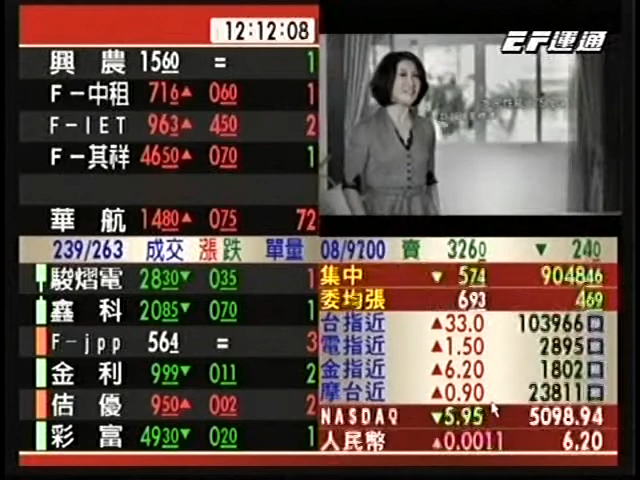 12:12:08
EF運通
興農 1560 = 1
F－中租 716▲ 060 1
F－IET 963▲ 450 2
F－其祥 4650▲ 070 1
華航 1480▲ 075 72
239/263 成交 漲跌 單量
駿熠電 2830▼ 035 1
鑫科 2085▼ 070 1
F－jpp 564 = 3
金利 999▼ 011 2
佶優 950▲ 002 2
彩富 4930▼ 020 1
08/9700 賣 3260 ▼ 240
集中 ▼ 574 904846
委均張 693 469
台指近 ▲33.0 103966口
電指近 ▲1.50 2895口
金指近 ▲6.20 1802口
摩台近 ▲0.90 23811口
NASDAQ ▼5.95 5098.94
人民幣 ▲0.0011 6.20